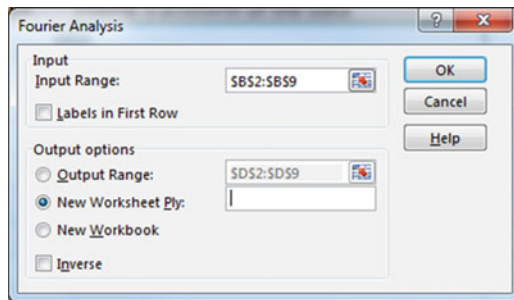 Fourier Analysis
Input
Input Range: $B$2:$B$9
Labels in First Row
Output options
Output Range: $D$2:$D$9
New Worksheet Ply:
New Workbook
Inverse
OK
Cancel
Help